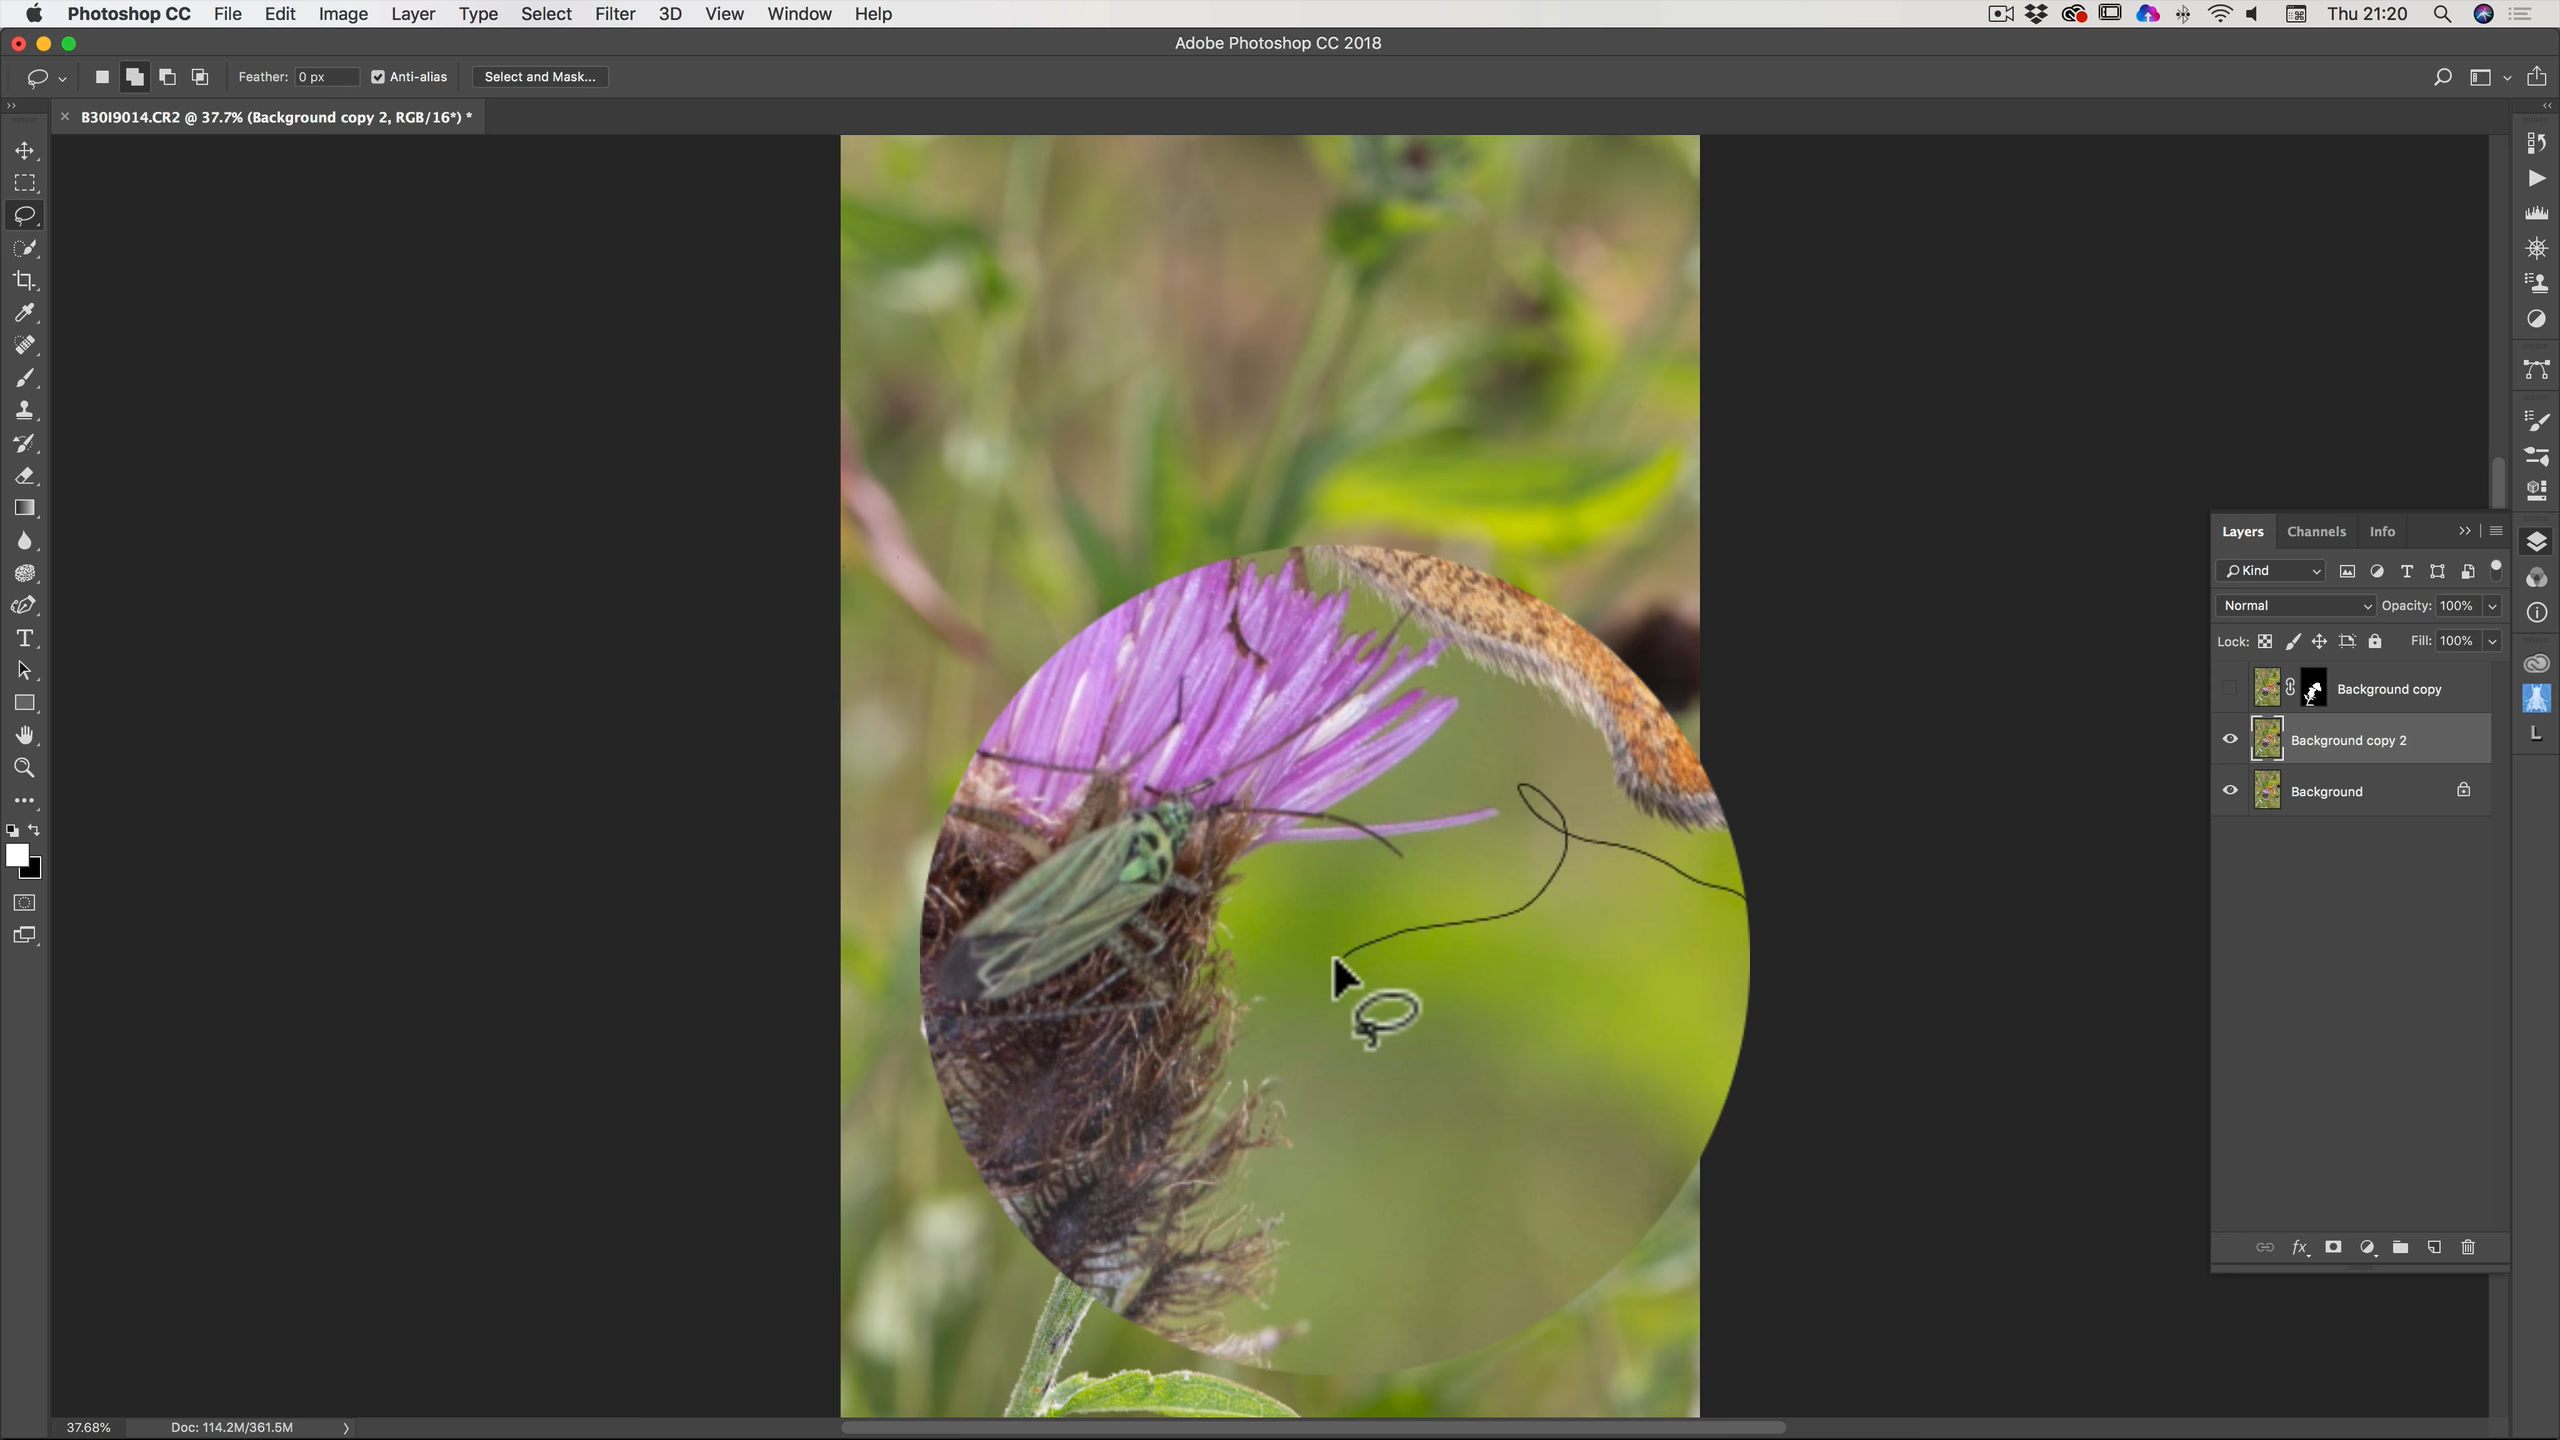 Photoshop CC File Edit Image Layer Type Select Filter 3D View Window Help Thu 21:20
Adobe Photoshop CC 2018
Feather: 0 px Anti-alias Select and Mask...
× B30I9014.CR2 @ 37.7% (Background copy 2, RGB/16*) *
Layers Channels Info
Kind
Normal Opacity: 100%
Lock: Fill: 100%
Background copy
Background copy 2
Background
fx
37.68% Doc: 114.2M/361.5M